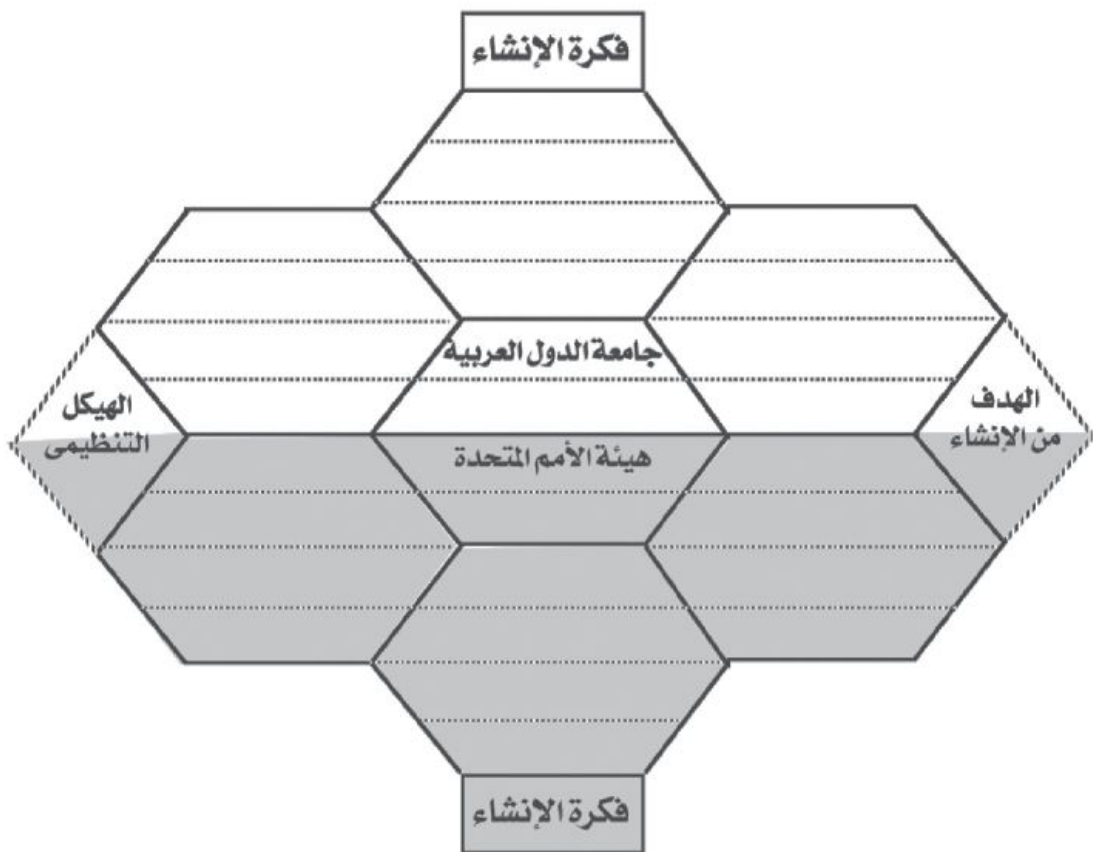 فكرة الإنشاء
جامعة الدول العربية
الهدف
من الإنشاء
الهيكل
التنظيمى
هيئة الأمم المتحدة
فكرة الإنشاء